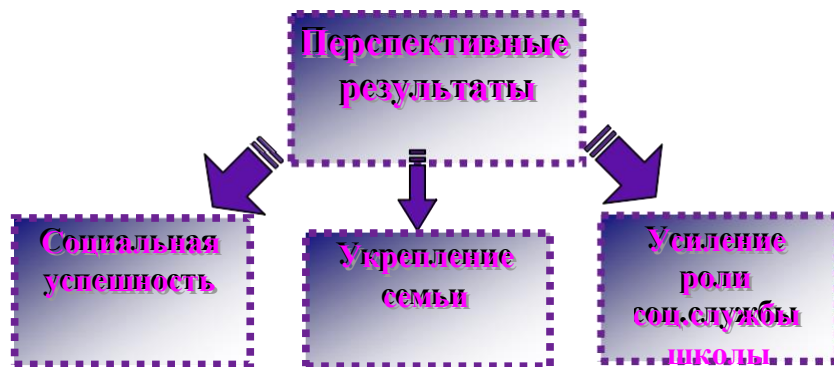 Перспективные
результаты
Социальная
успешность
Укрепление
семьи
Усиление
роли
соц.службы
школы